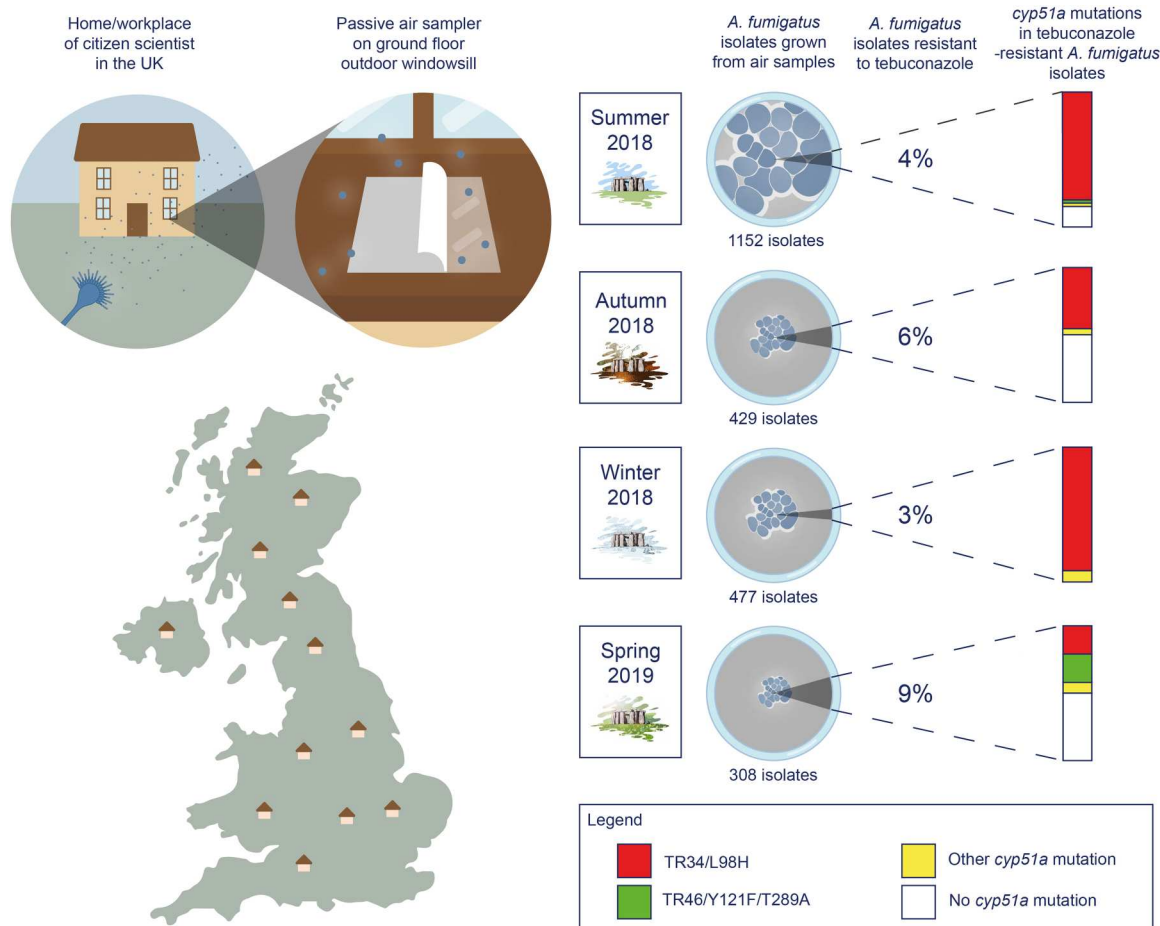 Home/workplace
of citizen scientist
in the UK
Passive air sampler
on ground floor
outdoor windowsill
A. fumigatus
isolates grown
from air samples
A. fumigatus
isolates resistant
to tebuconazole
cyp51a mutations
in tebuconazole
-resistant A. fumigatus
isolates
Summer
2018
4%
1152 isolates
Autumn
2018
6%
429 isolates
Winter
2018
3%
477 isolates
Spring
2019
9%
308 isolates
Legend
TR34/L98H
Other cyp51a mutation
TR46/Y121F/T289A
No cyp51a mutation